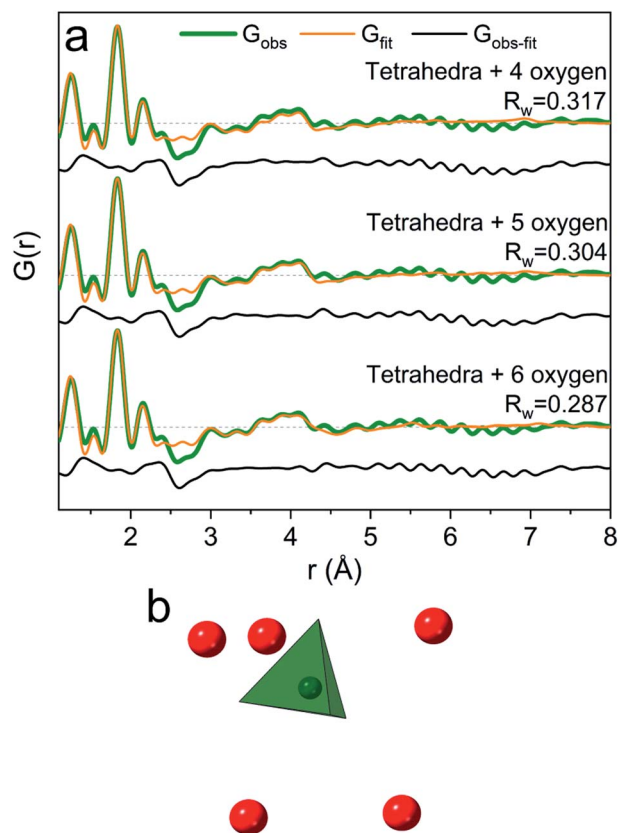 a
G_obs G_fit G_obs-fit
Tetrahedra + 4 oxygen
R_w=0.317
Tetrahedra + 5 oxygen
R_w=0.304
Tetrahedra + 6 oxygen
R_w=0.287
G(r)
2 3 4 5 6 7 8
r (Å)
b